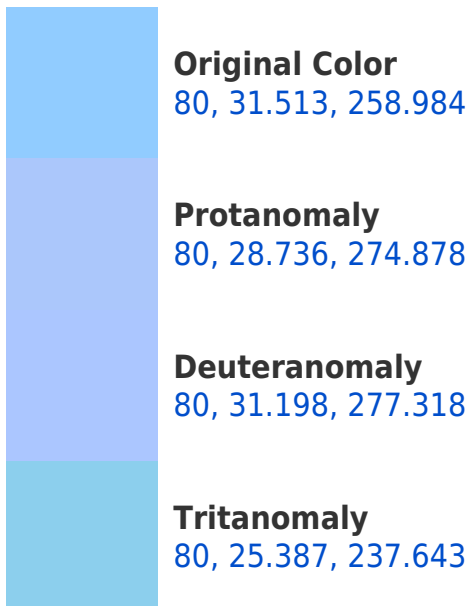 Original Color
80, 31.513, 258.984
Protanomaly
80, 28.736, 274.878
Deuteranomaly
80, 31.198, 277.318
Tritanomaly
80, 25.387, 237.643